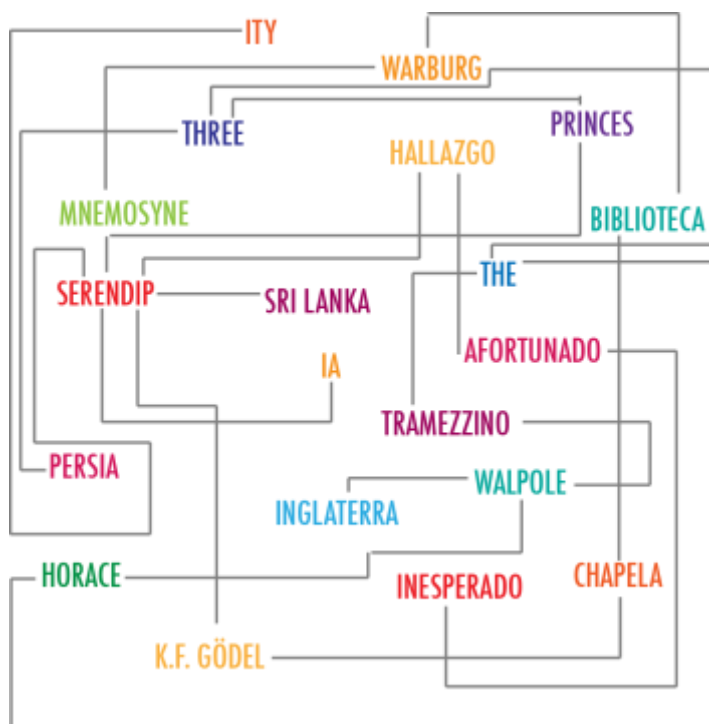 ITY
WARBURG
THREE
PRINCES
HALLAZGO
MNEMOSYNE
BIBLIOTECA
THE
SERENDIP
SRI LANKA
AFORTUNADO
IA
TRAMEZZINO
PERSIA
WALPOLE
INGLATERRA
HORACE
INESPERADO
CHAPELA
K.F. GÖDEL